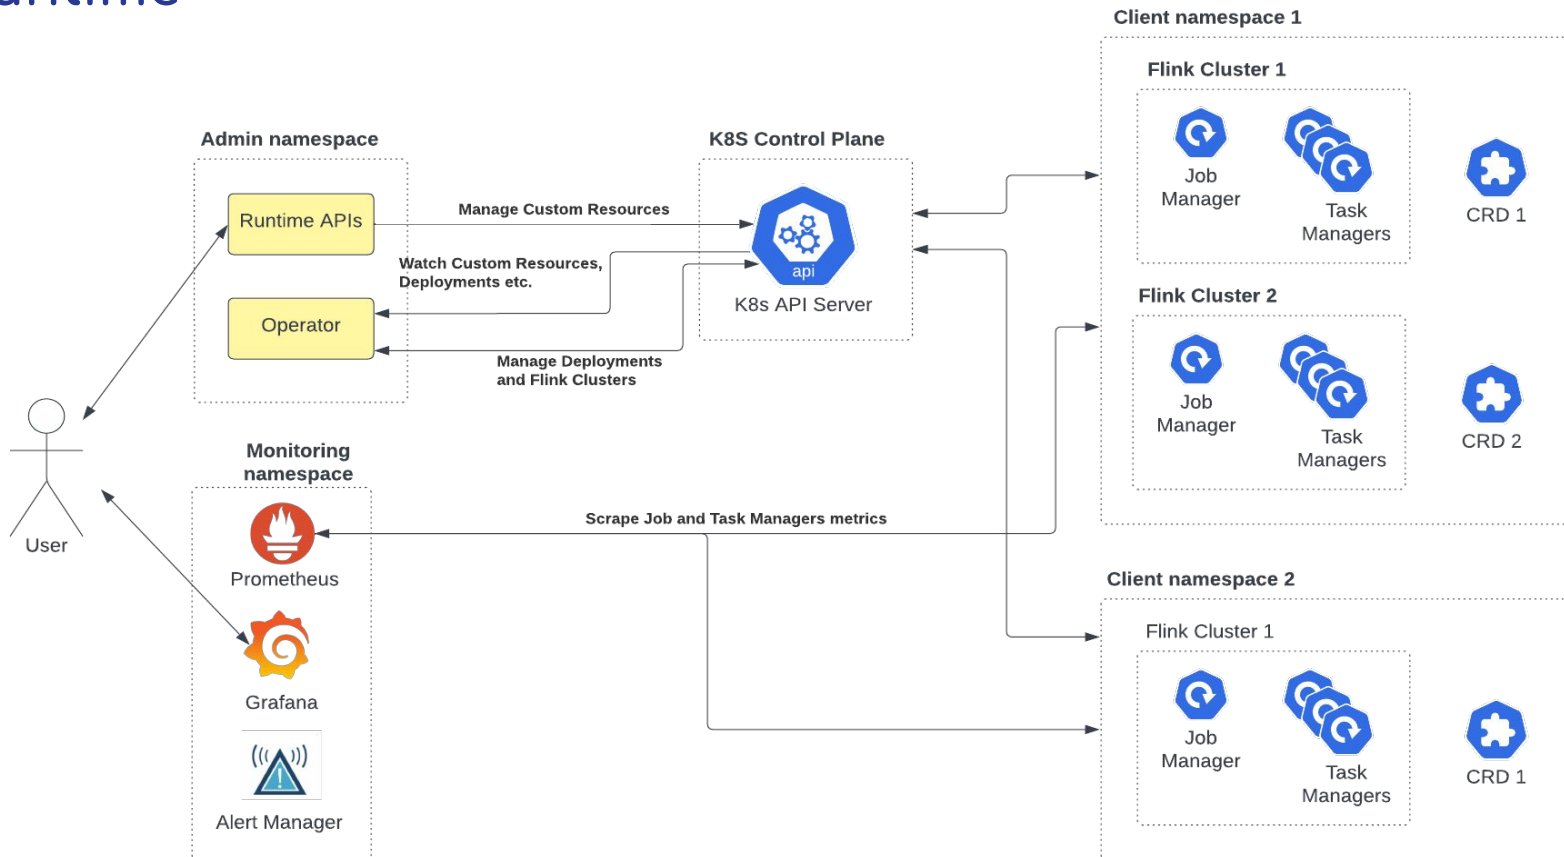 Client namespace 1
Flink Cluster 1
Job
Manager
Task
Managers
CRD 1
Flink Cluster 2
Job
Manager
Task
Managers
CRD 2
Admin namespace
Runtime APIs
Operator
K8S Control Plane
api
K8s API Server
Manage Custom Resources
Watch Custom Resources,
Deployments etc.
Manage Deployments
and Flink Clusters
User
Monitoring
namespace
Prometheus
Grafana
Alert Manager
Scrape Job and Task Managers metrics
Client namespace 2
Flink Cluster 1
Job
Manager
Task
Managers
CRD 1